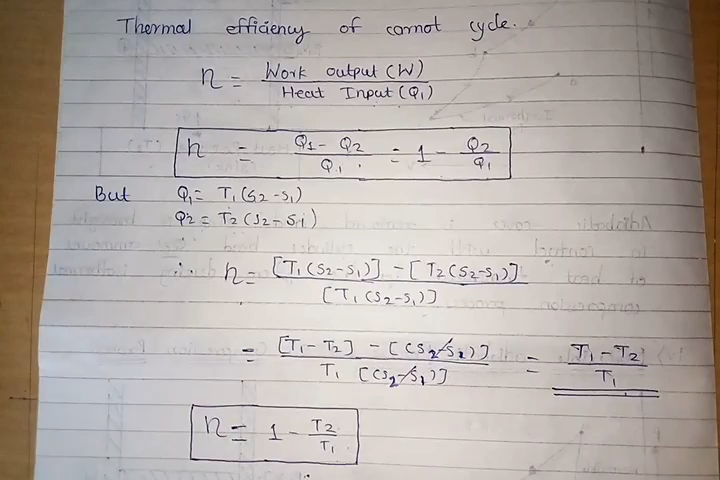 Thermal efficiency of carnot cycle.
η = Work output (W) / Heat Input (Q1)
η = Q1 - Q2 / Q1 = 1 - Q2 / Q1
But Q1 = T1 (S2 - S1)
Q2 = T2 (S2 - S1)
∴ η = [T1 (S2 - S1)] - [T2 (S2 - S1)] / [T1 (S2 - S1)]
= [T1 - T2] - [(S2 - S1)] / T1 [(S2 - S1)] = T1 - T2 / T1
η = 1 - T2 / T1